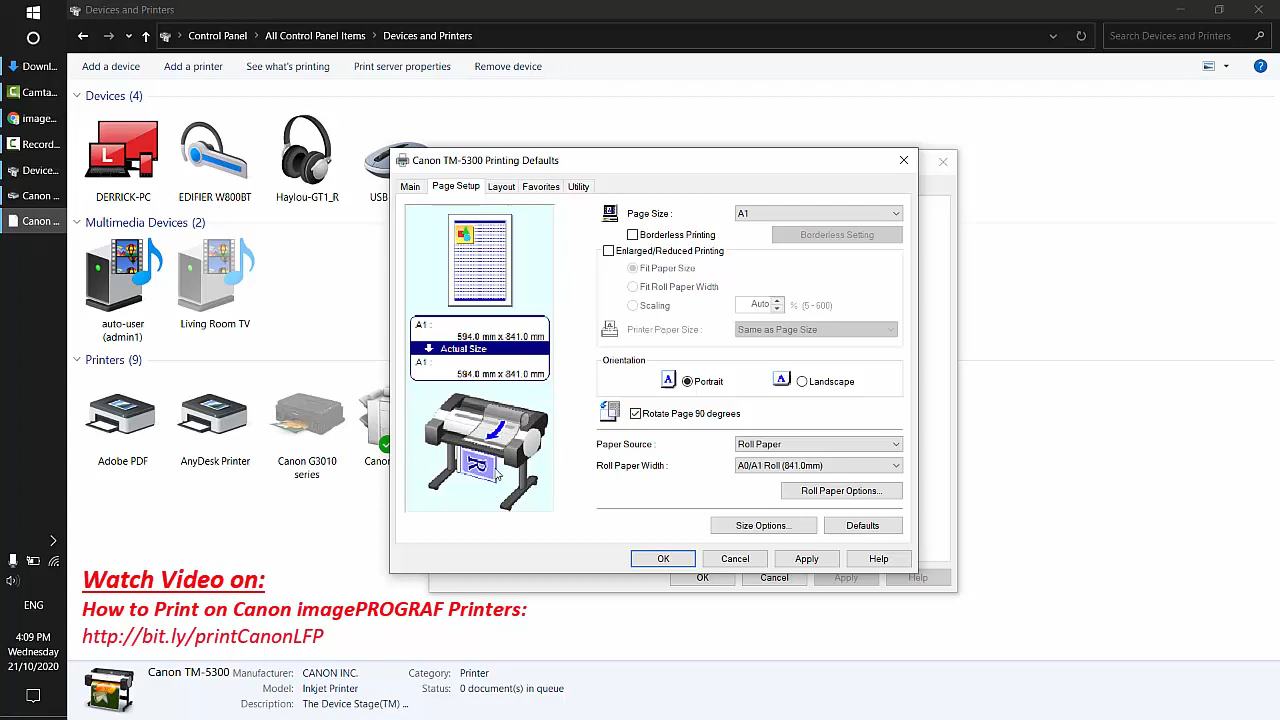 Devices and Printers
Control Panel > All Control Panel Items > Devices and Printers
Search Devices and Printers
Add a device
Add a printer
See what's printing
Print server properties
Remove device
Downl...
Camta...
image...
Record...
Device...
Canon ...
Canon ...
Devices (4)
DERRICK-PC
EDIFIER W800BT
Haylou-GT1_R
USB
Multimedia Devices (2)
auto-user
(admin1)
Living Room TV
Printers (9)
Adobe PDF
AnyDesk Printer
Canon G3010
series
Canon TM-5300 Printing Defaults
Main
Page Setup
Layout
Favorites
Utility
A1 :
594.0 mm x 841.0 mm
Actual Size
A1 :
594.0 mm x 841.0 mm
Page Size :
A1
Borderless Printing
Borderless Setting
Enlarged/Reduced Printing
Fit Paper Size
Fit Roll Paper Width
Scaling
Auto
% (5 - 600)
Printer Paper Size :
Same as Page Size
Orientation
A
Portrait
A
Landscape
Rotate Page 90 degrees
Paper Source :
Roll Paper
Roll Paper Width :
A0/A1 Roll (841.0mm)
Roll Paper Options...
Size Options...
Defaults
OK
Cancel
Apply
Help
OK
Cancel
Apply
Help
Watch Video on:
How to Print on Canon imagePROGRAF Printers:
http://bit.ly/printCanonLFP
ENG
4:09 PM
Wednesday
21/10/2020
Canon TM-5300
Manufacturer: CANON INC.
Model: Inkjet Printer
Description: The Device Stage(TM) ...
Category: Printer
Status: 0 document(s) in queue